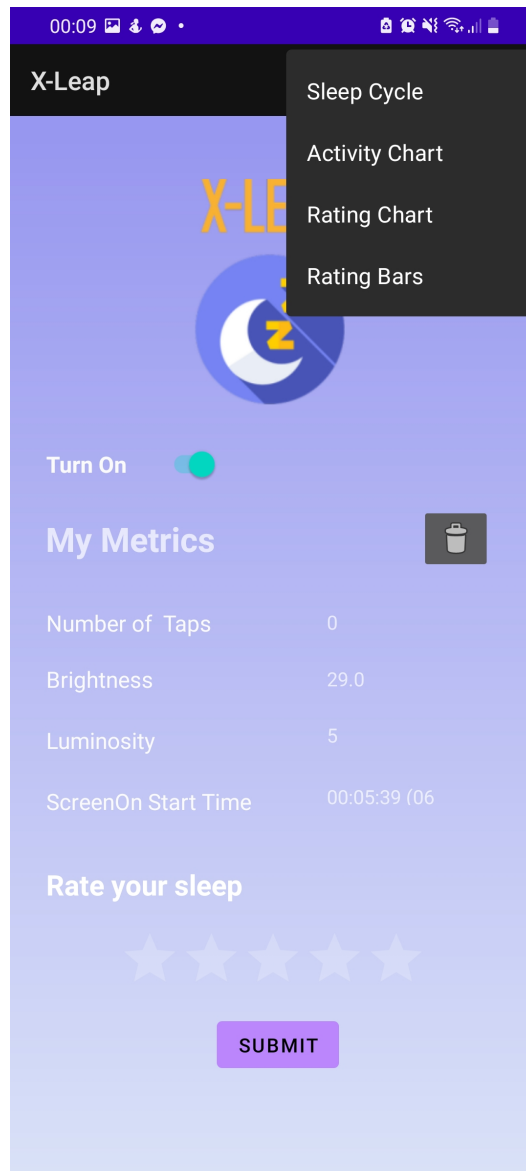 00:09
X-Leap
Sleep Cycle
Activity Chart
Rating Chart
Rating Bars
X-LE
z
Turn On
My Metrics
Number of Taps 0
Brightness 29.0
Luminosity 5
ScreenOn Start Time 00:05:39 (06
Rate your sleep
SUBMIT